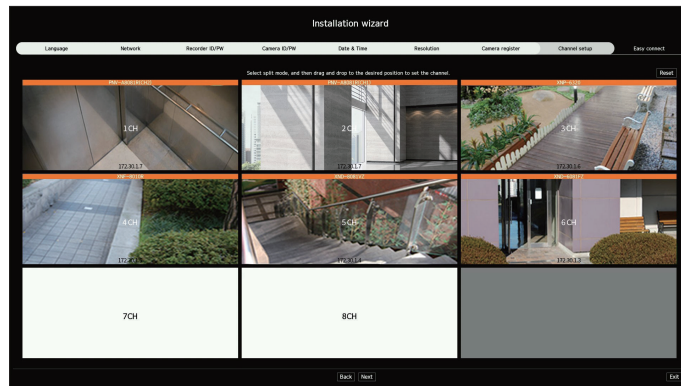 Installation wizard
Language Network Recorder ID/PW Camera ID/PW Date & Time Resolution Camera register Channel setup Easy connect
Select split mode, and then drag and drop to the desired position to set the channel. Reset
XNP-6320
1CH 2CH 3CH
172.30.1.7 172.30.1.7 172.30.1.6
4CH 5CH 6CH
172.30.1.4 172.30.1.3
7CH 8CH
Back Next Exit